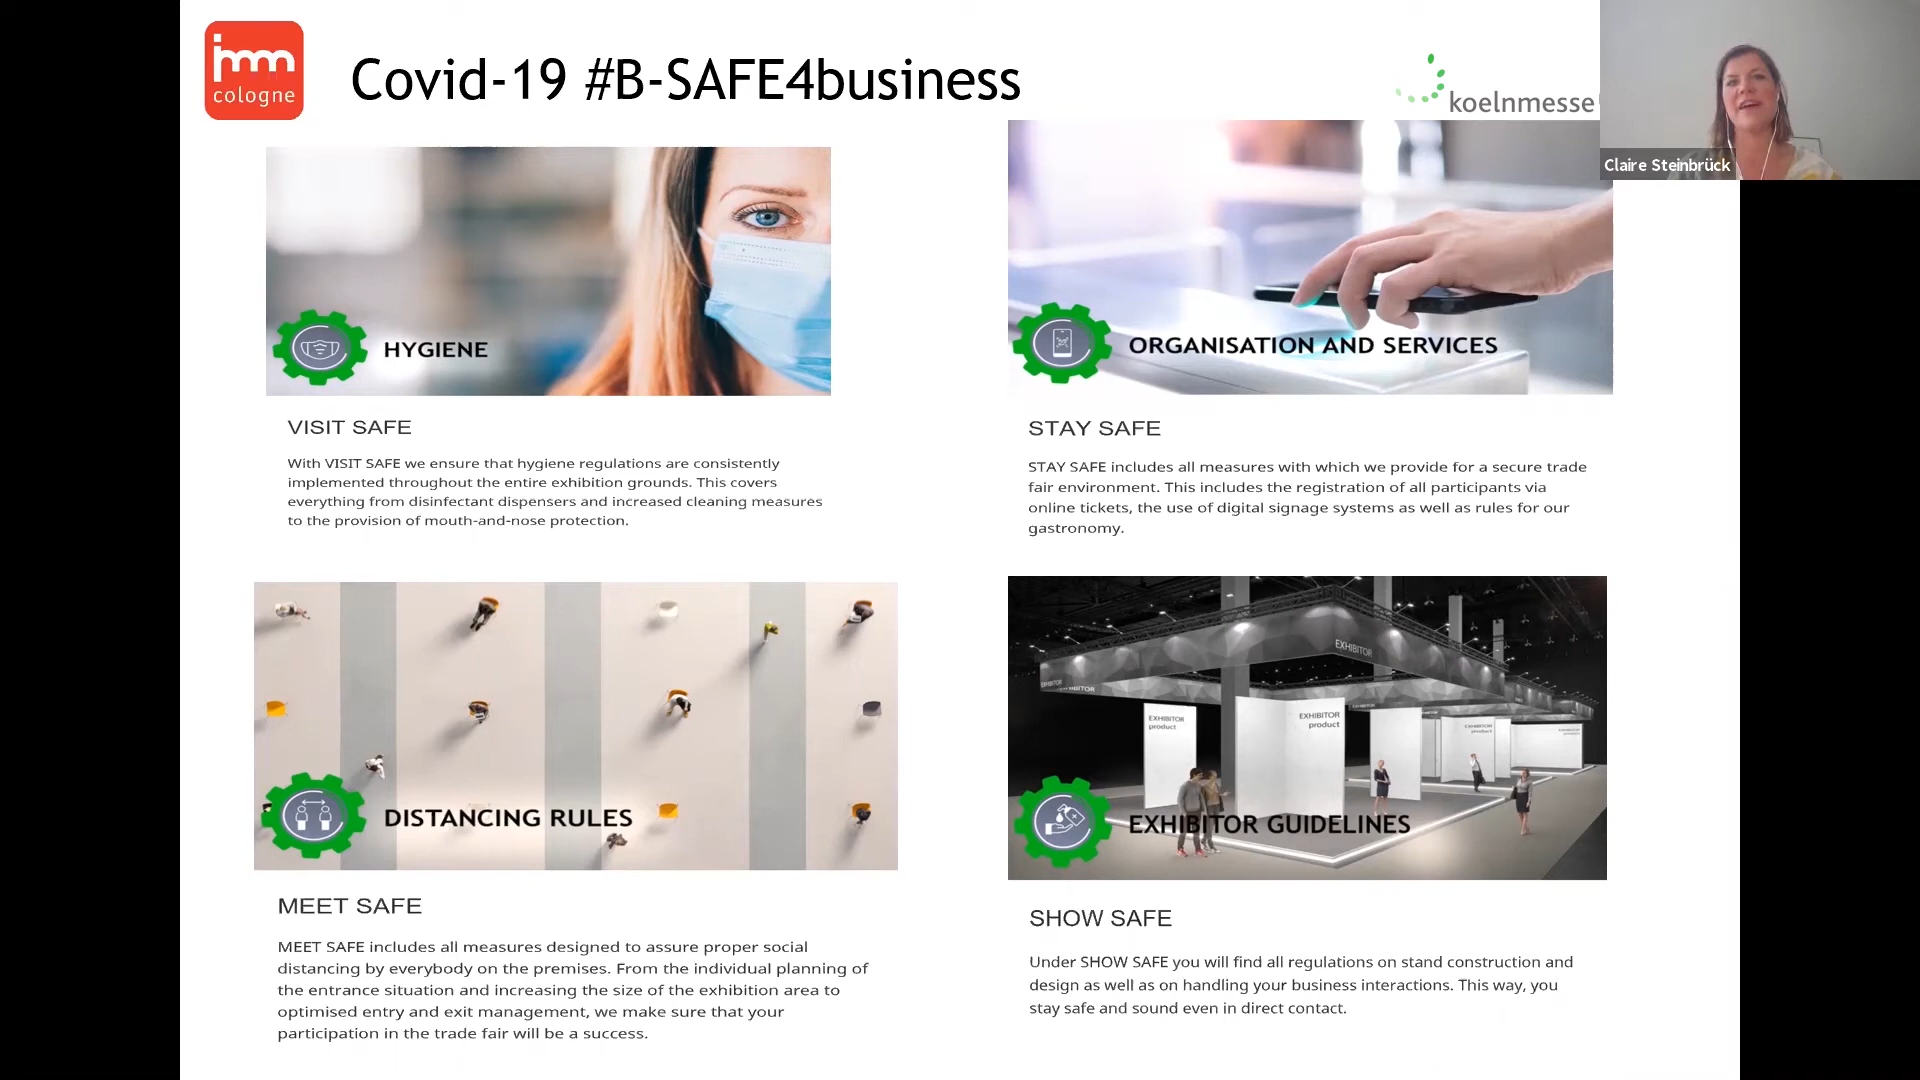 imm
cologne
Covid-19 #B-SAFE4business
koelnmesse
Claire Steinbrück
HYGIENE
VISIT SAFE
With VISIT SAFE we ensure that hygiene regulations are consistently
implemented throughout the entire exhibition grounds. This covers
everything from disinfectant dispensers and increased cleaning measures
to the provision of mouth-and-nose protection.
ORGANISATION AND SERVICES
STAY SAFE
STAY SAFE includes all measures with which we provide for a secure trade
fair environment. This includes the registration of all participants via
online tickets, the use of digital signage systems as well as rules for our
gastronomy.
DISTANCING RULES
MEET SAFE
MEET SAFE includes all measures designed to assure proper social
distancing by everybody on the premises. From the individual planning of
the entrance situation and increasing the size of the exhibition area to
optimised entry and exit management, we make sure that your
participation in the trade fair will be a success.
EXHIBITOR
EXHIBITOR
product
EXHIBITOR
product
EXHIBITOR
product
EXHIBITOR GUIDELINES
SHOW SAFE
Under SHOW SAFE you will find all regulations on stand construction and
design as well as on handling your business interactions. This way, you
stay safe and sound even in direct contact.